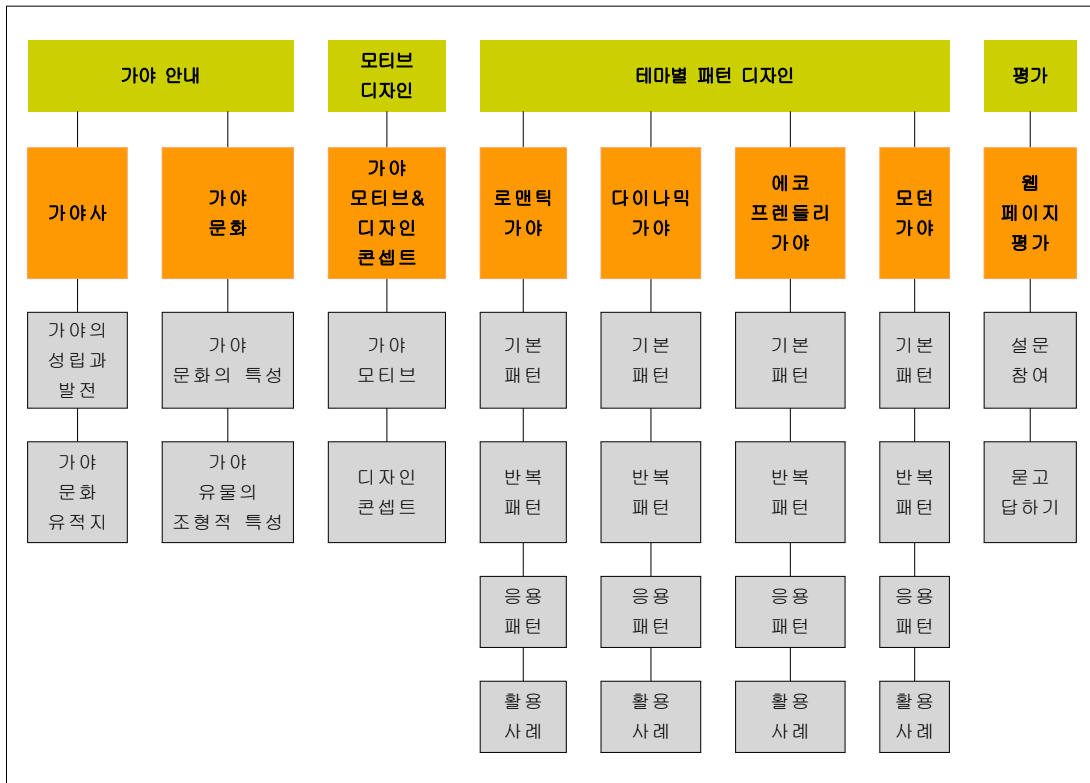 가야 안내
모티브
디자인
테마별 패턴 디자인
평가
가야사
가야
문화
가야
모티브&
디자인
콘셉트
로맨틱
가야
다이나믹
가야
에코
프렌들리
가야
모던
가야
웹
페이지
평가
가야의
성립과
발전
가야
문화의 특성
가야
모티브
기본
패턴
기본
패턴
기본
패턴
기본
패턴
설문
참여
가야
문화
유적지
가야
유물의
조형적 특성
디자인
콘셉트
반복
패턴
반복
패턴
반복
패턴
반복
패턴
묻고
답하기
응용
패턴
응용
패턴
응용
패턴
응용
패턴
활용
사례
활용
사례
활용
사례
활용
사례